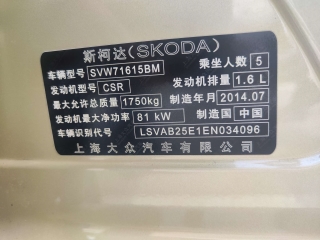 斯柯达(SKODA)
车辆型号 SVW71615BM 乘坐人数 5
发动机型号 CSR 发动机排量 1.6 L
最大允许总质量 1750kg 制造年月 2014.07
发动机最大净功率 81 kW 制造国 中国
车辆识别代号 LSVAB25E1EN034096
上海大众汽车有限公司